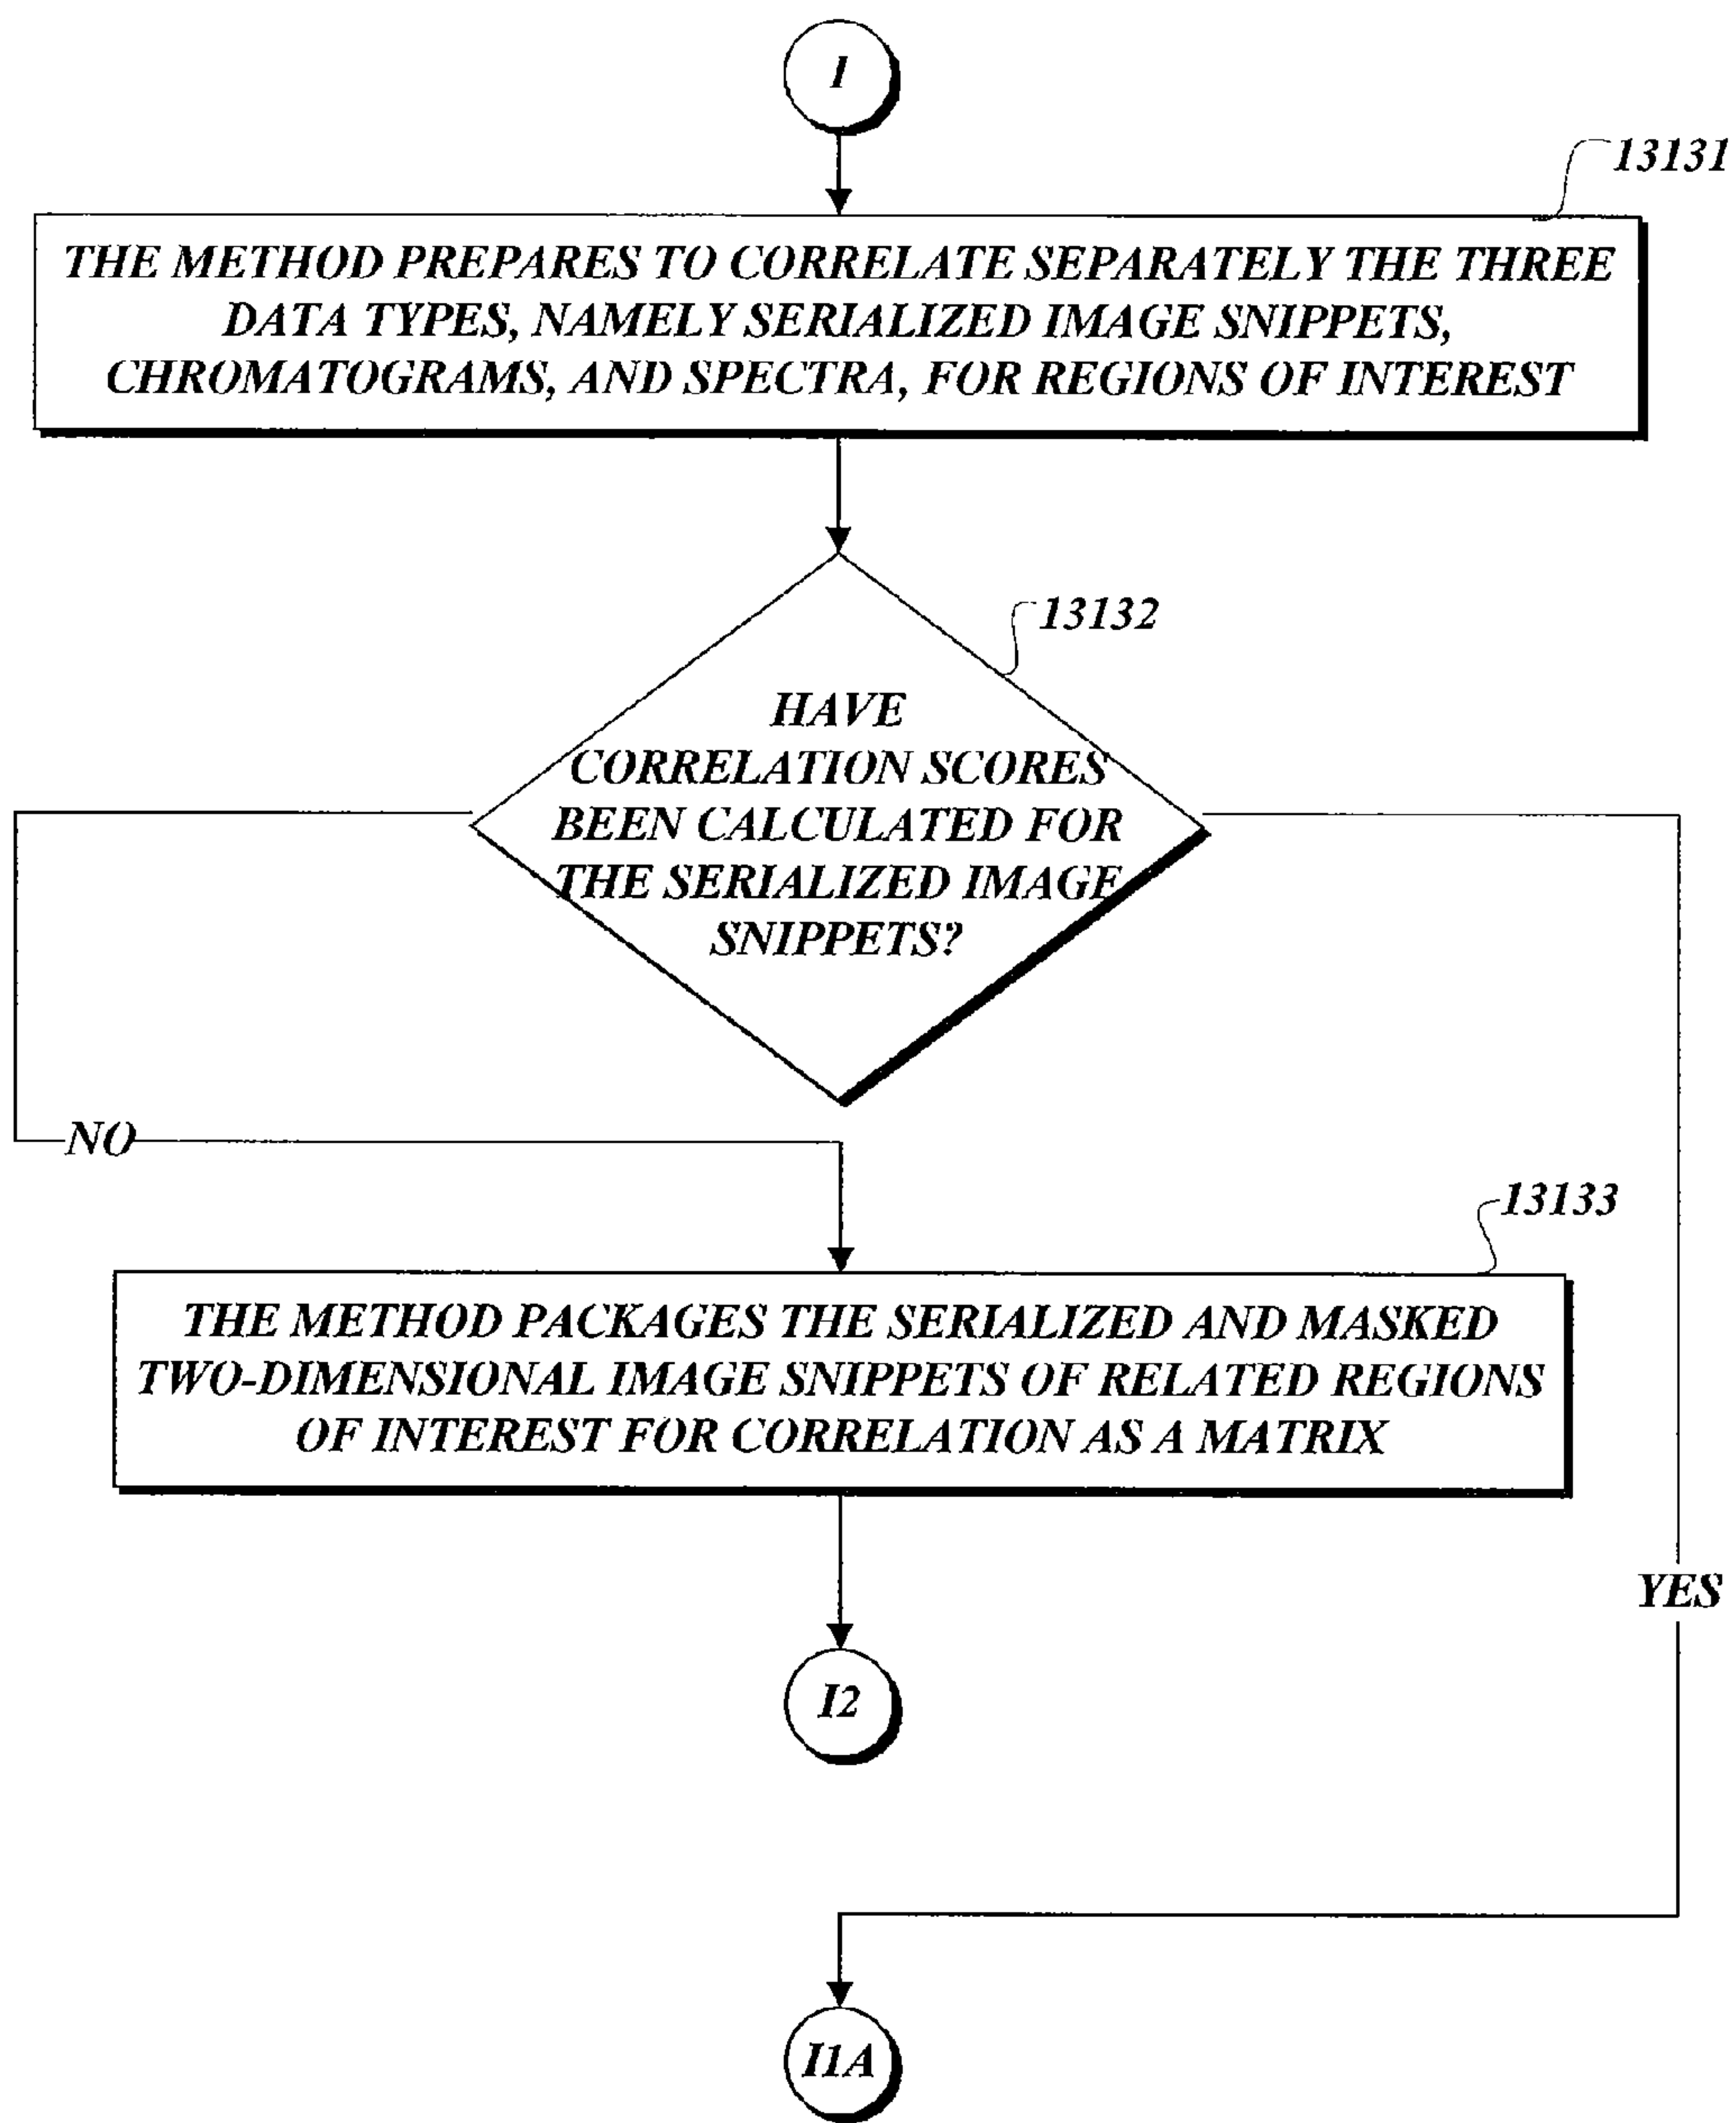 I
13131
THE METHOD PREPARES TO CORRELATE SEPARATELY THE THREE
DATA TYPES, NAMELY SERIALIZED IMAGE SNIPPETS,
CHROMATOGRAMS, AND SPECTRA, FOR REGIONS OF INTEREST
13132
HAVE
CORRELATION SCORES
BEEN CALCULATED FOR
THE SERIALIZED IMAGE
SNIPPETS?
NO
13133
THE METHOD PACKAGES THE SERIALIZED AND MASKED
TWO-DIMENSIONAL IMAGE SNIPPETS OF RELATED REGIONS
OF INTEREST FOR CORRELATION AS A MATRIX
YES
I2
I1A